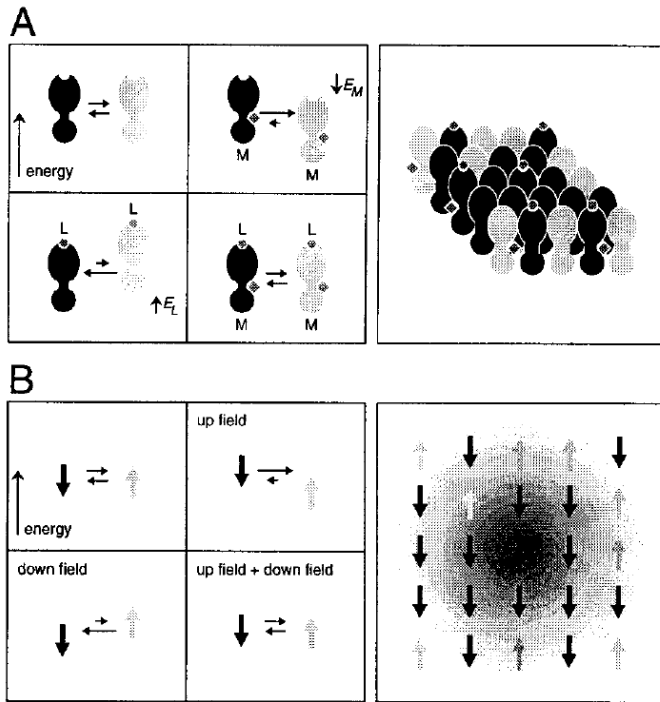 A
↓E_M
energy
M
M
L
L
L
L
↑E_L
M
M
B
up field
energy
down field
up field + down field